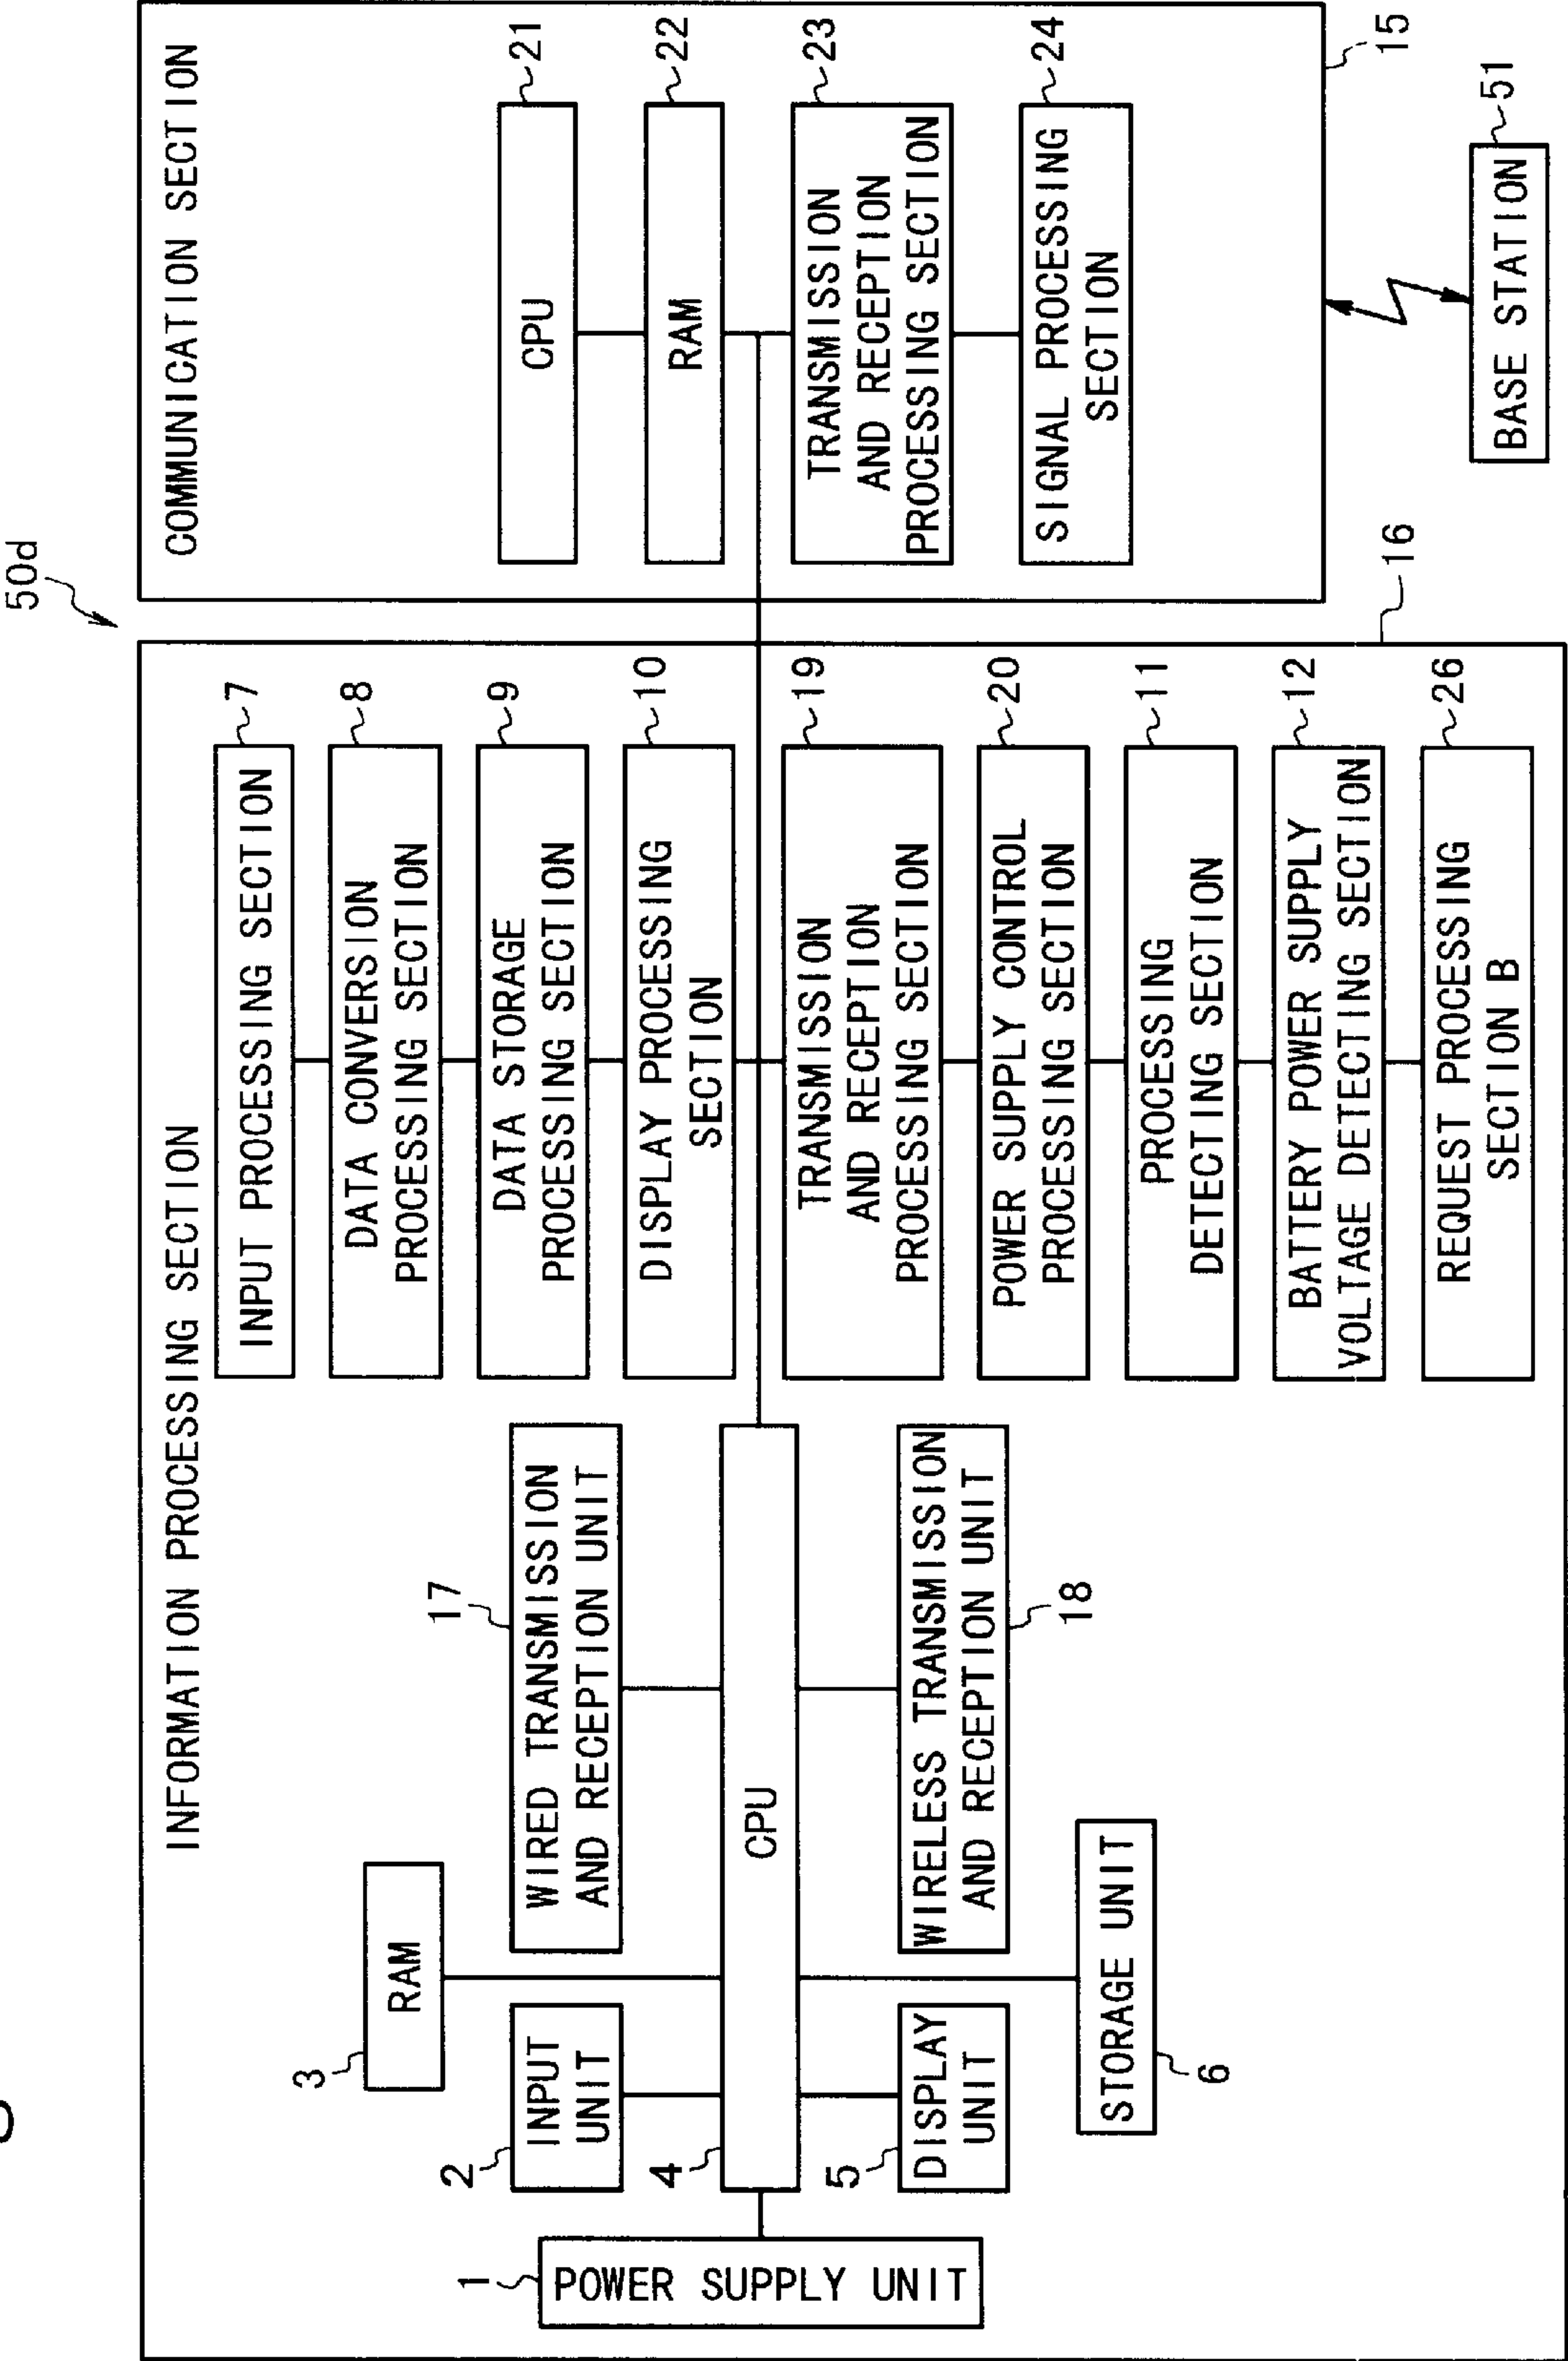 50d
INFORMATION PROCESSING SECTION
1
POWER SUPPLY UNIT
2
INPUT
UNIT
3
RAM
4
CPU
5
DISPLAY
UNIT
6
STORAGE UNIT
17
WIRED TRANSMISSION
AND RECEPTION UNIT
WIRELESS TRANSMISSION
AND RECEPTION UNIT
18
INPUT PROCESSING SECTION
7
DATA CONVERSION
PROCESSING SECTION
8
DATA STORAGE
PROCESSING SECTION
9
DISPLAY PROCESSING
SECTION
10
TRANSMISSION
AND RECEPTION
PROCESSING SECTION
19
POWER SUPPLY CONTROL
PROCESSING SECTION
20
PROCESSING
DETECTING SECTION
11
BATTERY POWER SUPPLY
VOLTAGE DETECTING SECTION
12
REQUEST PROCESSING
SECTION B
26
16
COMMUNICATION SECTION
CPU
21
RAM
22
TRANSMISSION
AND RECEPTION
PROCESSING SECTION
23
SIGNAL PROCESSING
SECTION
24
15
BASE STATION
51